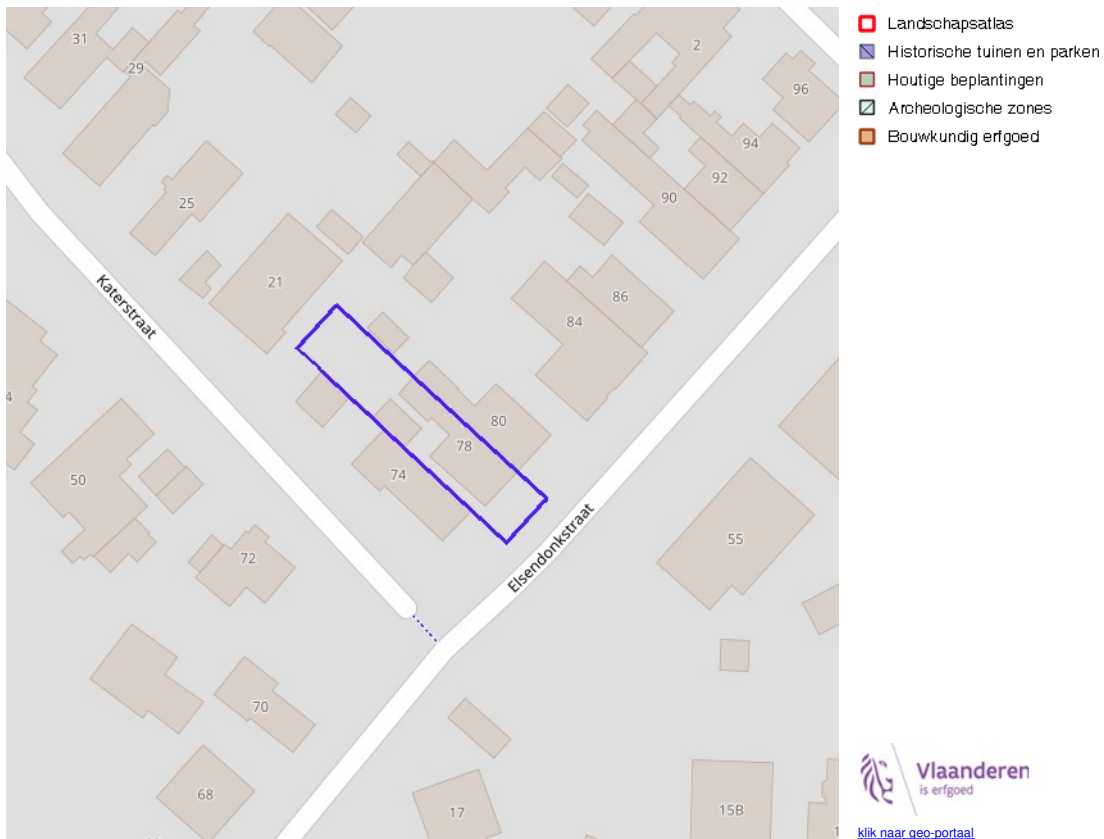 31
29
2
96
94
92
90
25
21
86
84
Katerstraat
80
78
74
50
72
55
Elsendonkstraat
70
68
17
15B
Landschapsatlas
Historische tuinen en parken
Houtige beplantingen
Archeologische zones
Bouwkundig erfgoed
Vlaanderen
is erfgoed
klik naar geo-portaal